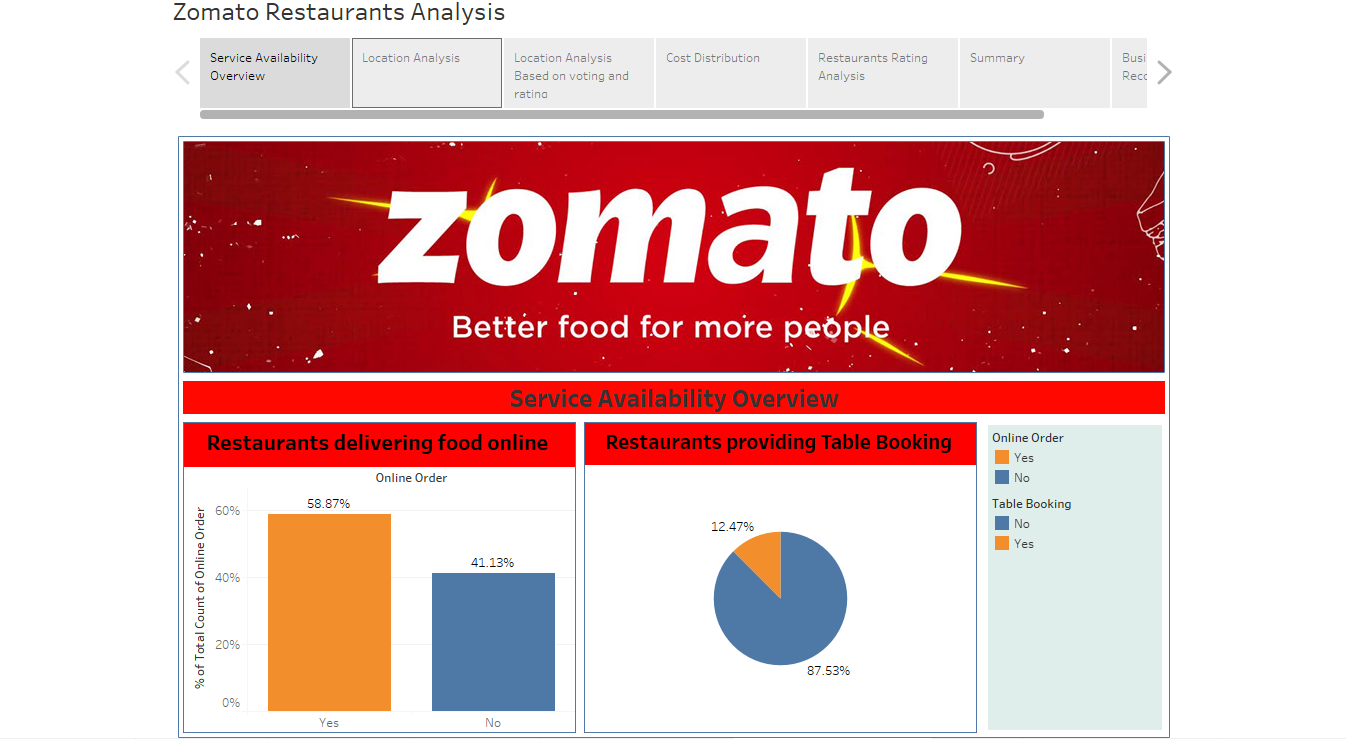 Zomato Restaurants Analysis
Service Availability
Overview
Location Analysis
Location Analysis
Based on voting and
rating
Cost Distribution
Restaurants Rating
Analysis
Summary
Busi
Reco
zomato
Better food for more people
Service Availability Overview
Restaurants delivering food online
Online Order
% of Total Count of Online Order
60%
40%
20%
0%
58.87%
41.13%
Yes
No
Restaurants providing Table Booking
12.47%
87.53%
Online Order
Yes
No
Table Booking
No
Yes